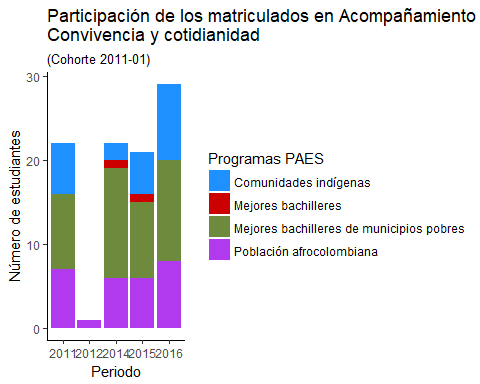 Participación de los matriculados en Acompañamiento
Convivencia y cotidianidad
(Cohorte 2011-01)
Número de estudiantes
30
20
10
0
2011 2012 2014 2015 2016
Periodo
Programas PAES
Comunidades indígenas
Mejores bachilleres
Mejores bachilleres de municipios pobres
Población afrocolombiana